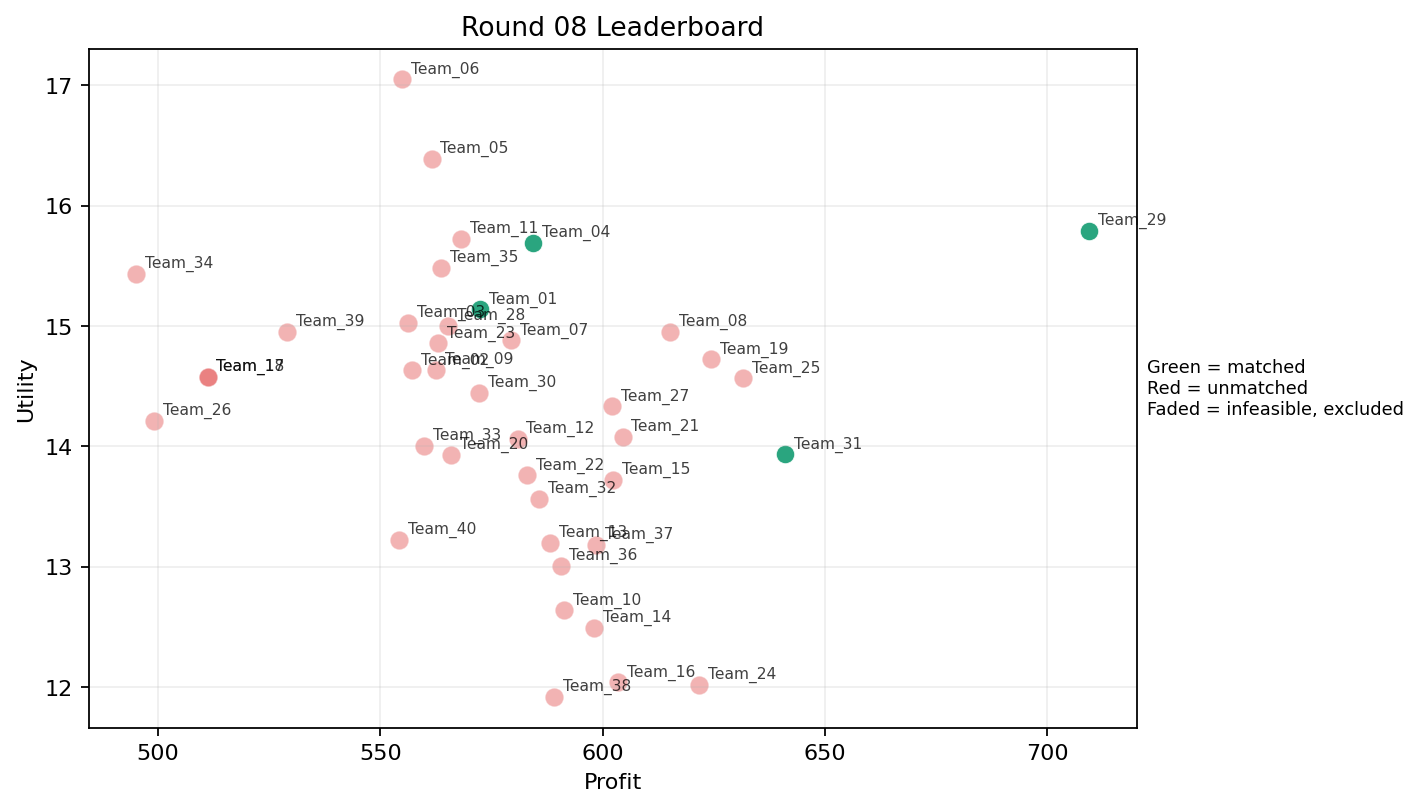 Round 08 Leaderboard
Team_06
17
Team_05
16
Team_29
Team_11
Team_04
Team_35
Team_34
Team_01
Team_03
Team_28
Team_39
Team_08
15
Team_23
Team_07
Team_19
Team_02
Team_09
Team_17
Team_18
Team_25
Green = matched
Red = unmatched
Faded = infeasible, excluded
Utility
Team_30
Team_27
Team_26
Team_21
Team_12
Team_33
Team_20
Team_31
14
Team_22
Team_15
Team_32
Team_40
Team_13
Team_37
Team_36
13
Team_10
Team_14
Team_16
Team_24
Team_38
12
500
550
600
650
700
Profit